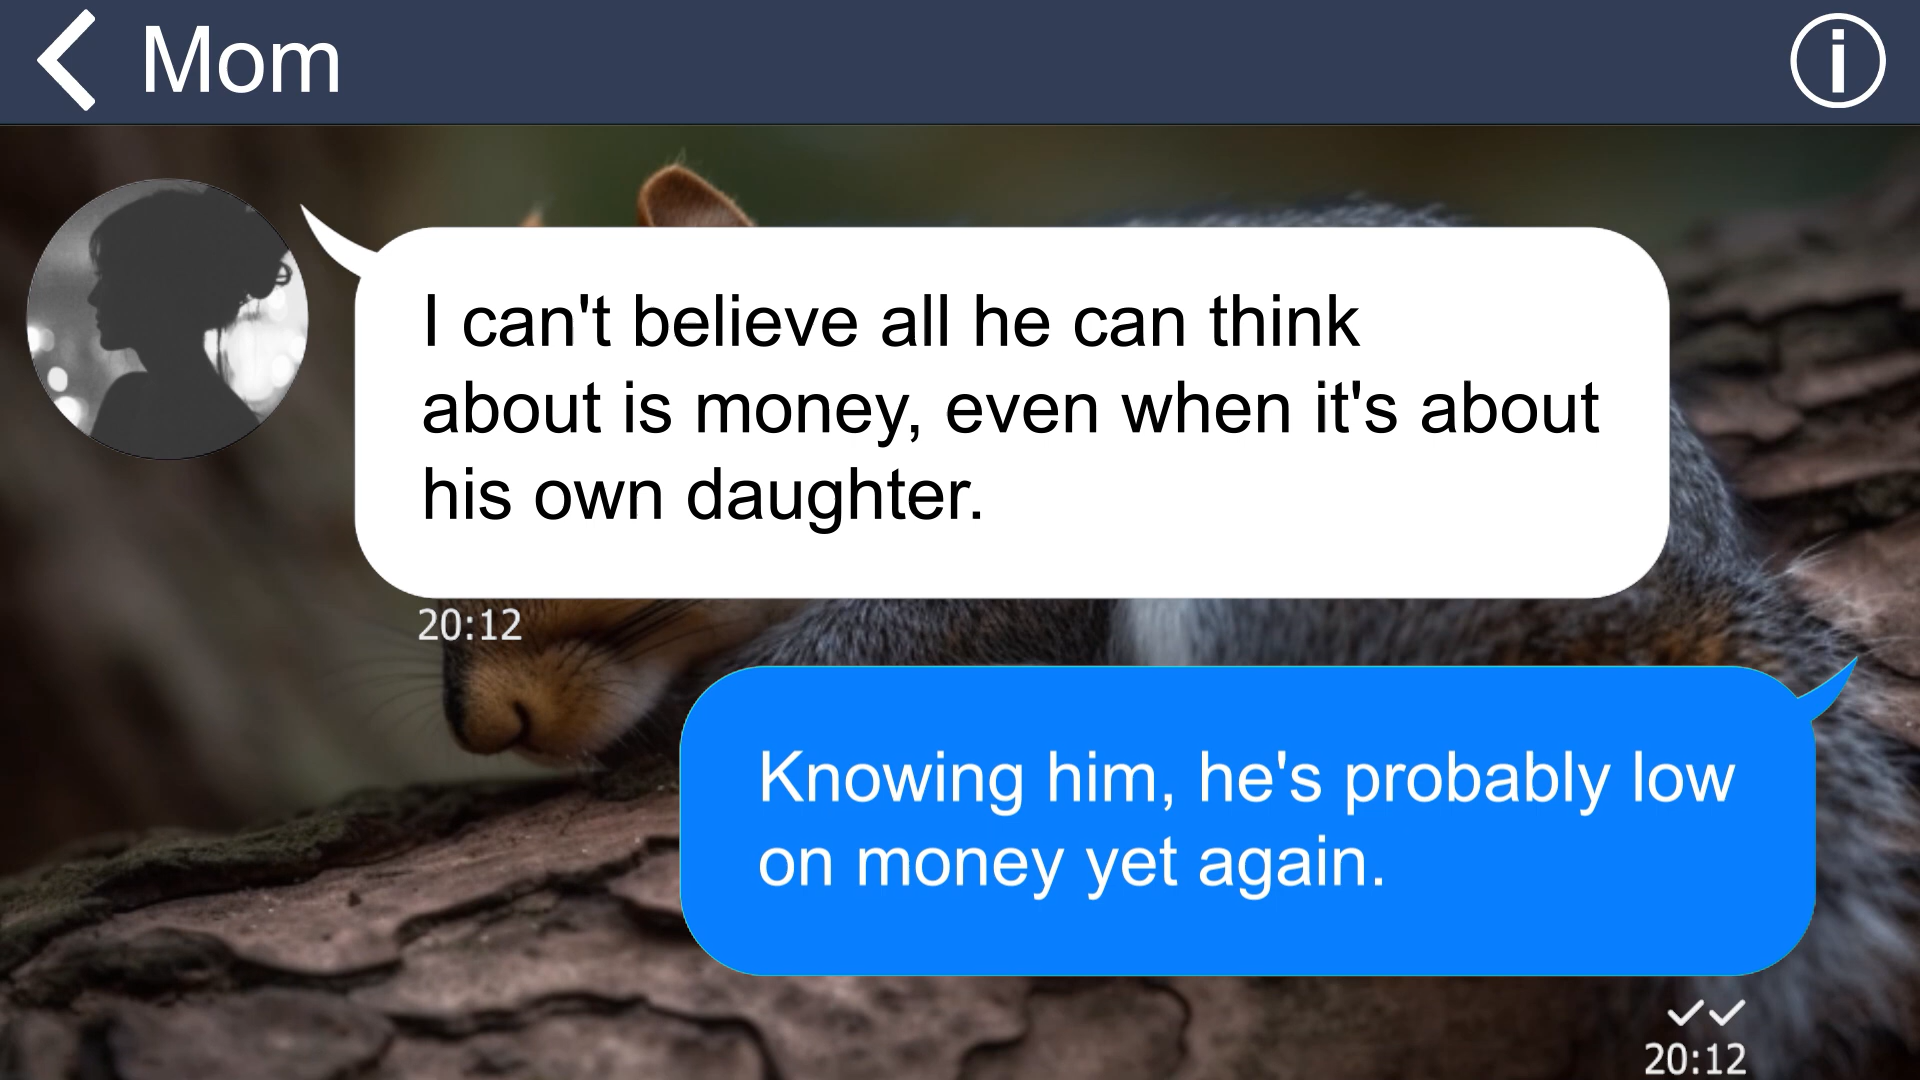 Mom
I can't believe all he can think
about is money, even when it's about
his own daughter.
20:12
Knowing him, he's probably low
on money yet again.
20:12